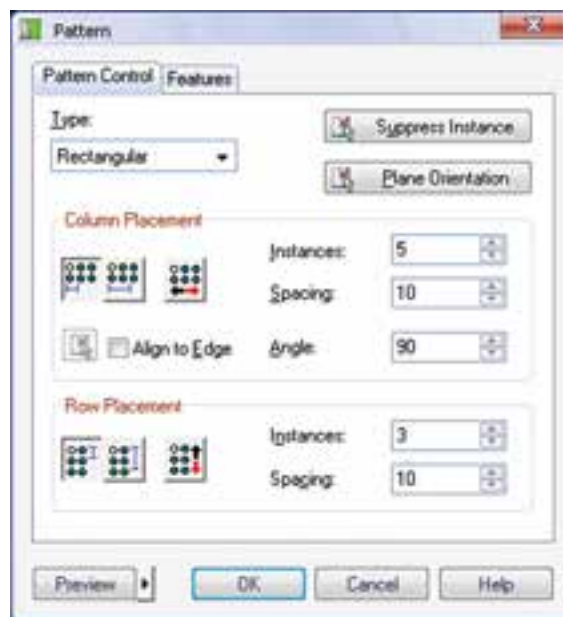 Pattern
Pattern Control Features
Type:
Suppress Instance
Rectangular
Plane Orientation
Column Placement
Instances: 5
Spacing: 10
Align to Edge Angle: 90
Row Placement
Instances: 3
Spacing: 10
Preview OK Cancel Help